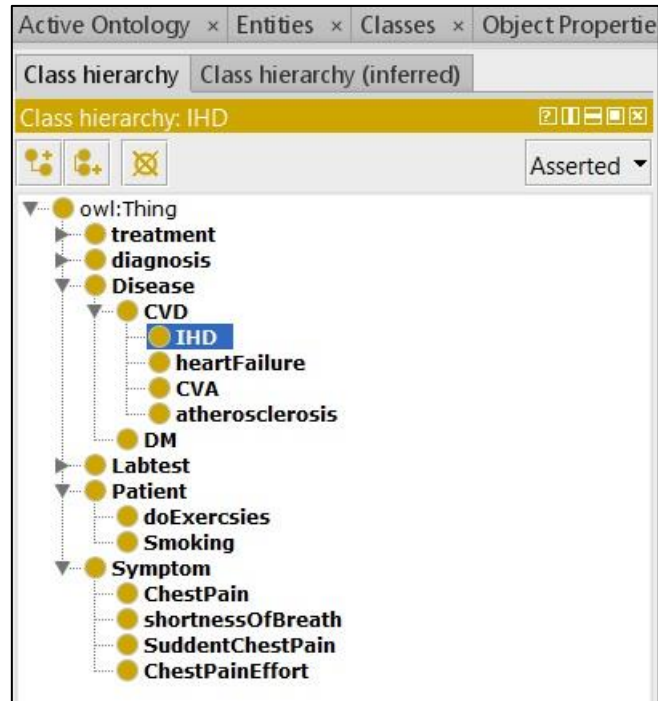 Active Ontology × Entities × Classes × Object Propertie
Class hierarchy Class hierarchy (inferred)
Class hierarchy: IHD
Asserted
owl:Thing
treatment
diagnosis
Disease
CVD
IHD
heartFailure
CVA
atherosclerosis
DM
Labtest
Patient
doExercsies
Smoking
Symptom
ChestPain
shortnessOfBreath
SuddentChestPain
ChestPainEffort